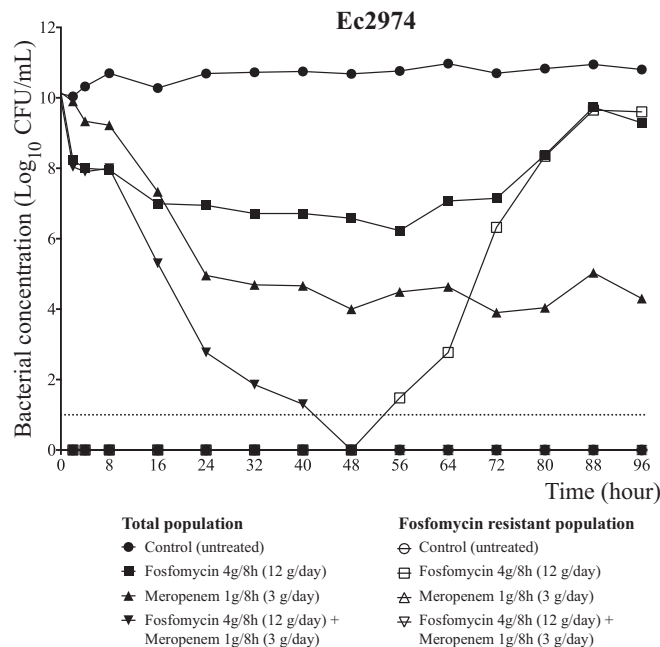 Ec2974
Bacterial concentration (Log10 CFU/mL)
12
10
8
6
4
2
0
0 8 16 24 32 40 48 56 64 72 80 88 96
Time (hour)
Total population
Control (untreated)
Fosfomycin 4g/8h (12 g/day)
Meropenem 1g/8h (3 g/day)
Fosfomycin 4g/8h (12 g/day) +
Meropenem 1g/8h (3 g/day)
Fosfomycin resistant population
Control (untreated)
Fosfomycin 4g/8h (12 g/day)
Meropenem 1g/8h (3 g/day)
Fosfomycin 4g/8h (12 g/day) +
Meropenem 1g/8h (3 g/day)